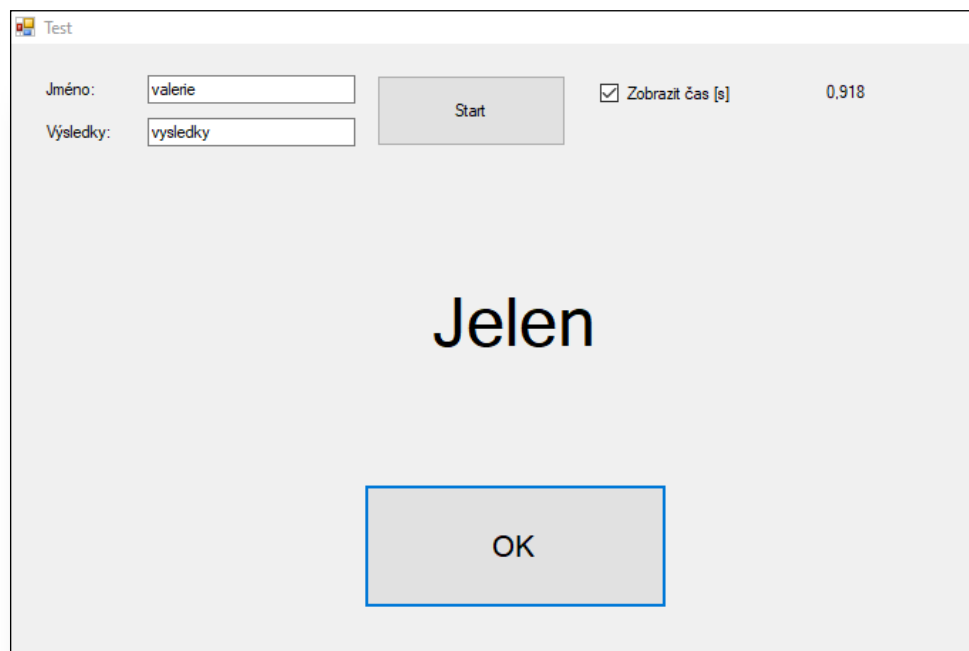 Test
Jméno:
valerie
Start
Zobrazit čas [s]
0,918
Výsledky:
vysledky
Jelen
OK